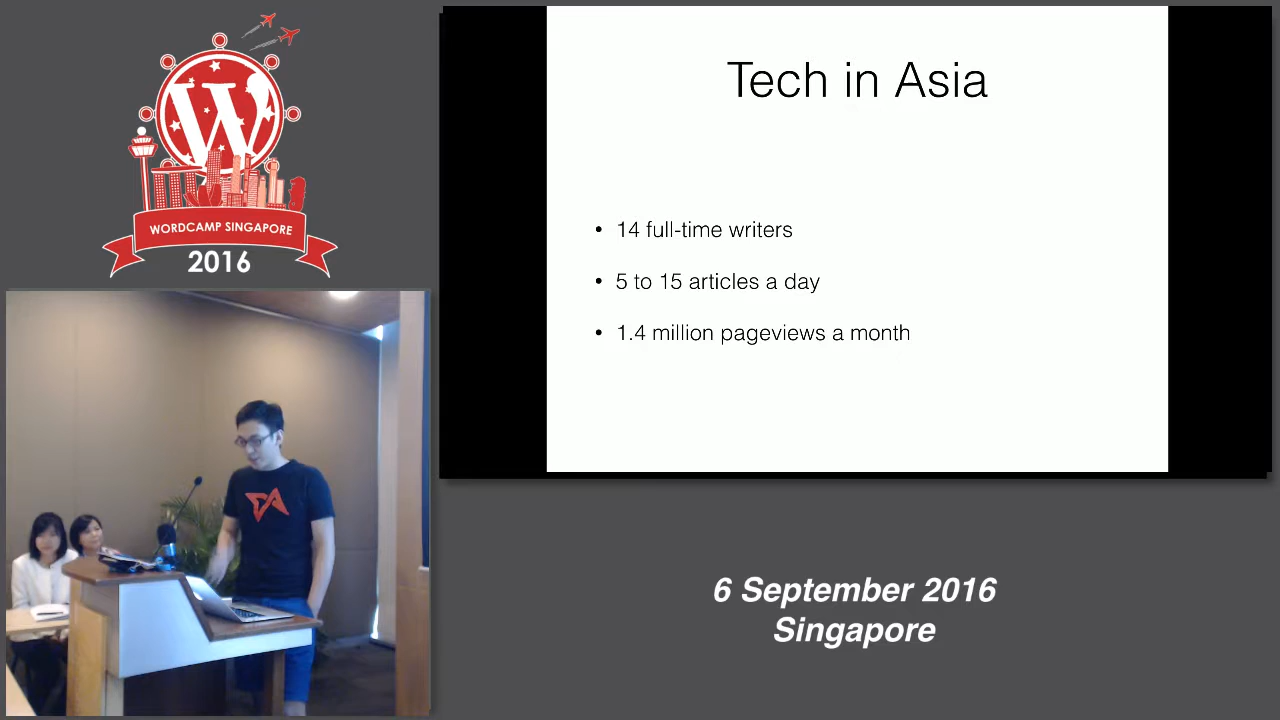 WORDCAMP SINGAPORE
2016
Tech in Asia
• 14 full-time writers
• 5 to 15 articles a day
• 1.4 million pageviews a month
6 September 2016
Singapore